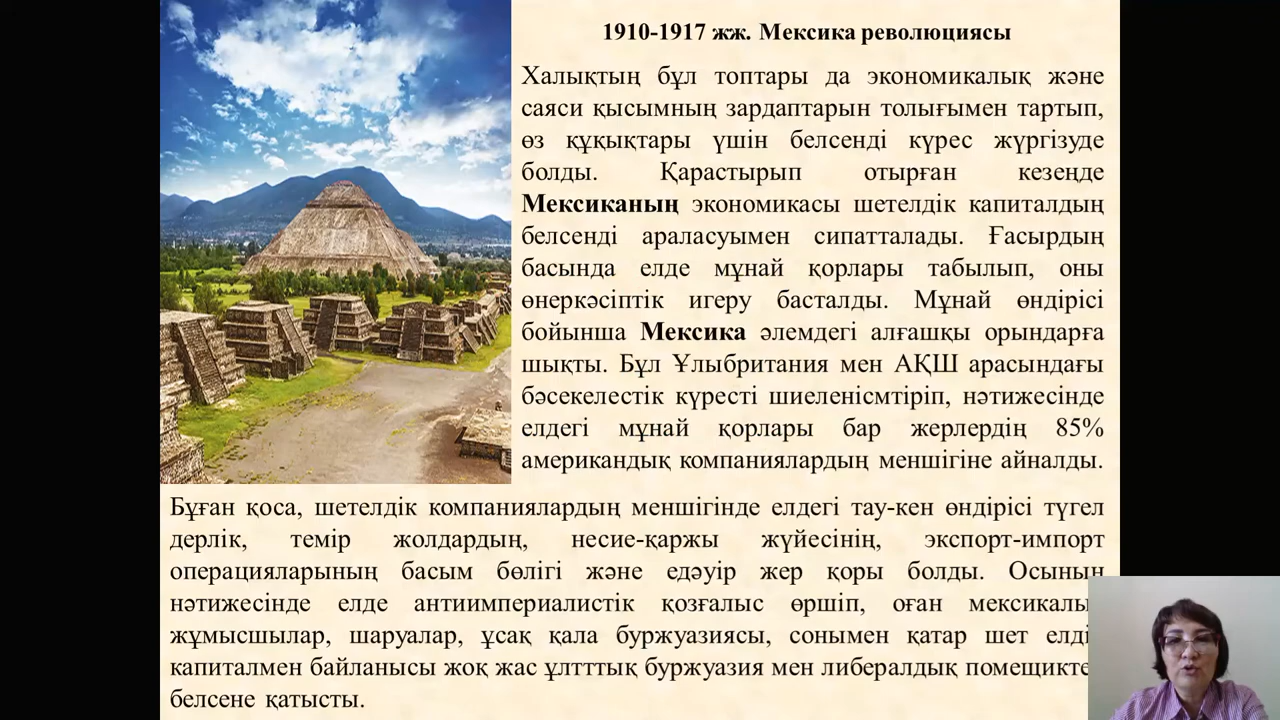 1910-1917 жж. Мексика революциясы
Халықтың бұл топтары да экономикалық және
саяси қысымның зардаптарын толығымен тартып,
өз құқықтары үшін белсенді күрес жүргізуде
болды. Қарастырып отырған кезеңде
Мексиканың экономикасы шетелдік капиталдың
белсенді араласуымен сипатталады. Ғасырдың
басында елде мұнай қорлары табылып, оны
өнеркәсіптік игеру басталды. Мұнай өндірісі
бойынша Мексика әлемдегі алғашқы орындарға
шықты. Бұл Ұлыбритания мен АҚШ арасындағы
бәсекелестік күресті шиеленісмтіріп, нәтижесінде
елдегі мұнай қорлары бар жерлердің 85%
американдық компаниялардың меншігіне айналды.
Бұған қоса, шетелдік компаниялардың меншігінде елдегі тау-кен өндірісі түгел
дерлік, темір жолдардың, несие-қаржы жүйесінің, экспорт-импорт
операцияларының басым бөлігі және едәуір жер қоры болды. Осының
нәтижесінде елде антиимпериалистік қозғалыс өршіп, оған
жұмысшылар, шаруалар, ұсақ қала буржуазиясы, сонымен қатар шет
капиталмен байланысы жоқ жас ұлтттық буржуазия мен либералдық
белсене қатысты.